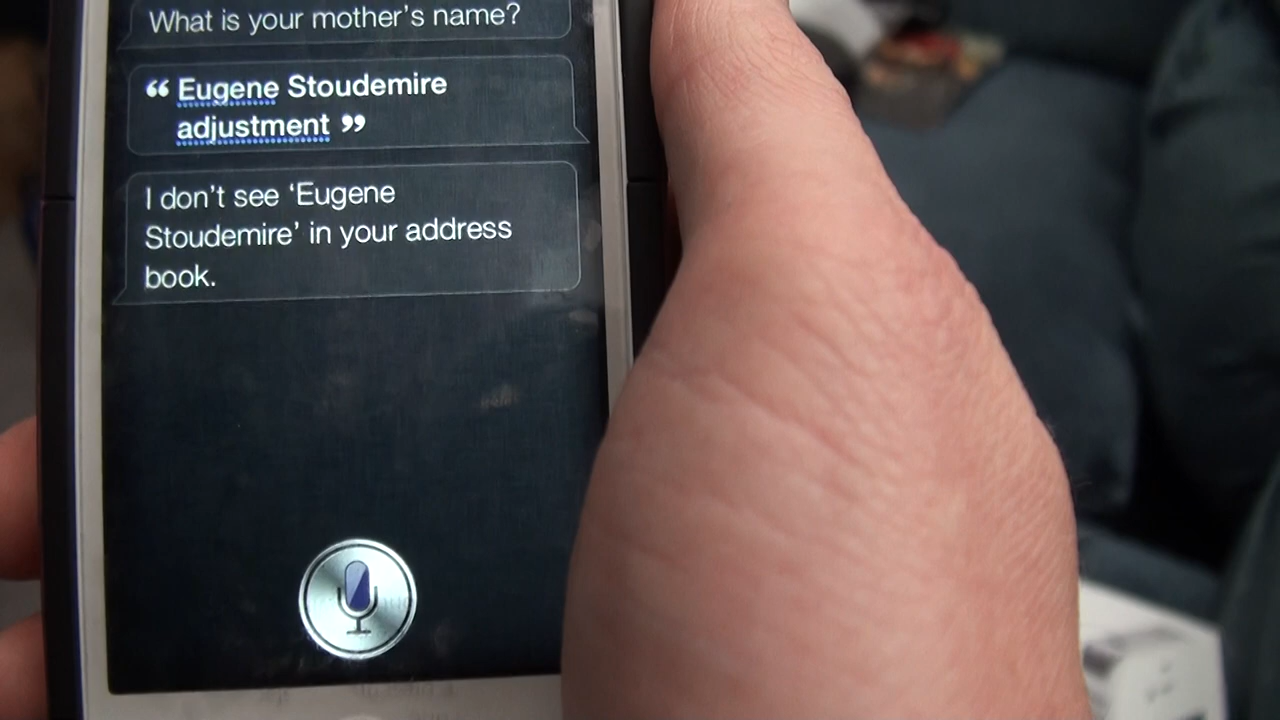 What is your mother's name?
“ Eugene Stoudemire
adjustment ”
I don't see ‘Eugene
Stoudemire’ in your address
book.